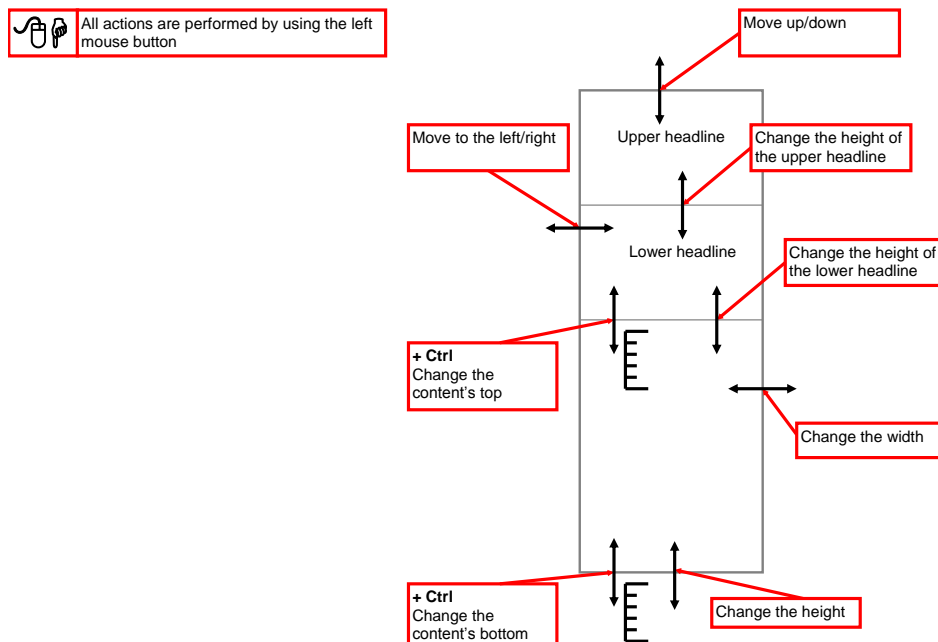 All actions are performed by using the left
mouse button
Move up/down
Move to the left/right
Upper headline
Change the height of
the upper headline
Lower headline
Change the height of
the lower headline
+ Ctrl
Change the
content's top
Change the width
+ Ctrl
Change the
content's bottom
Change the height